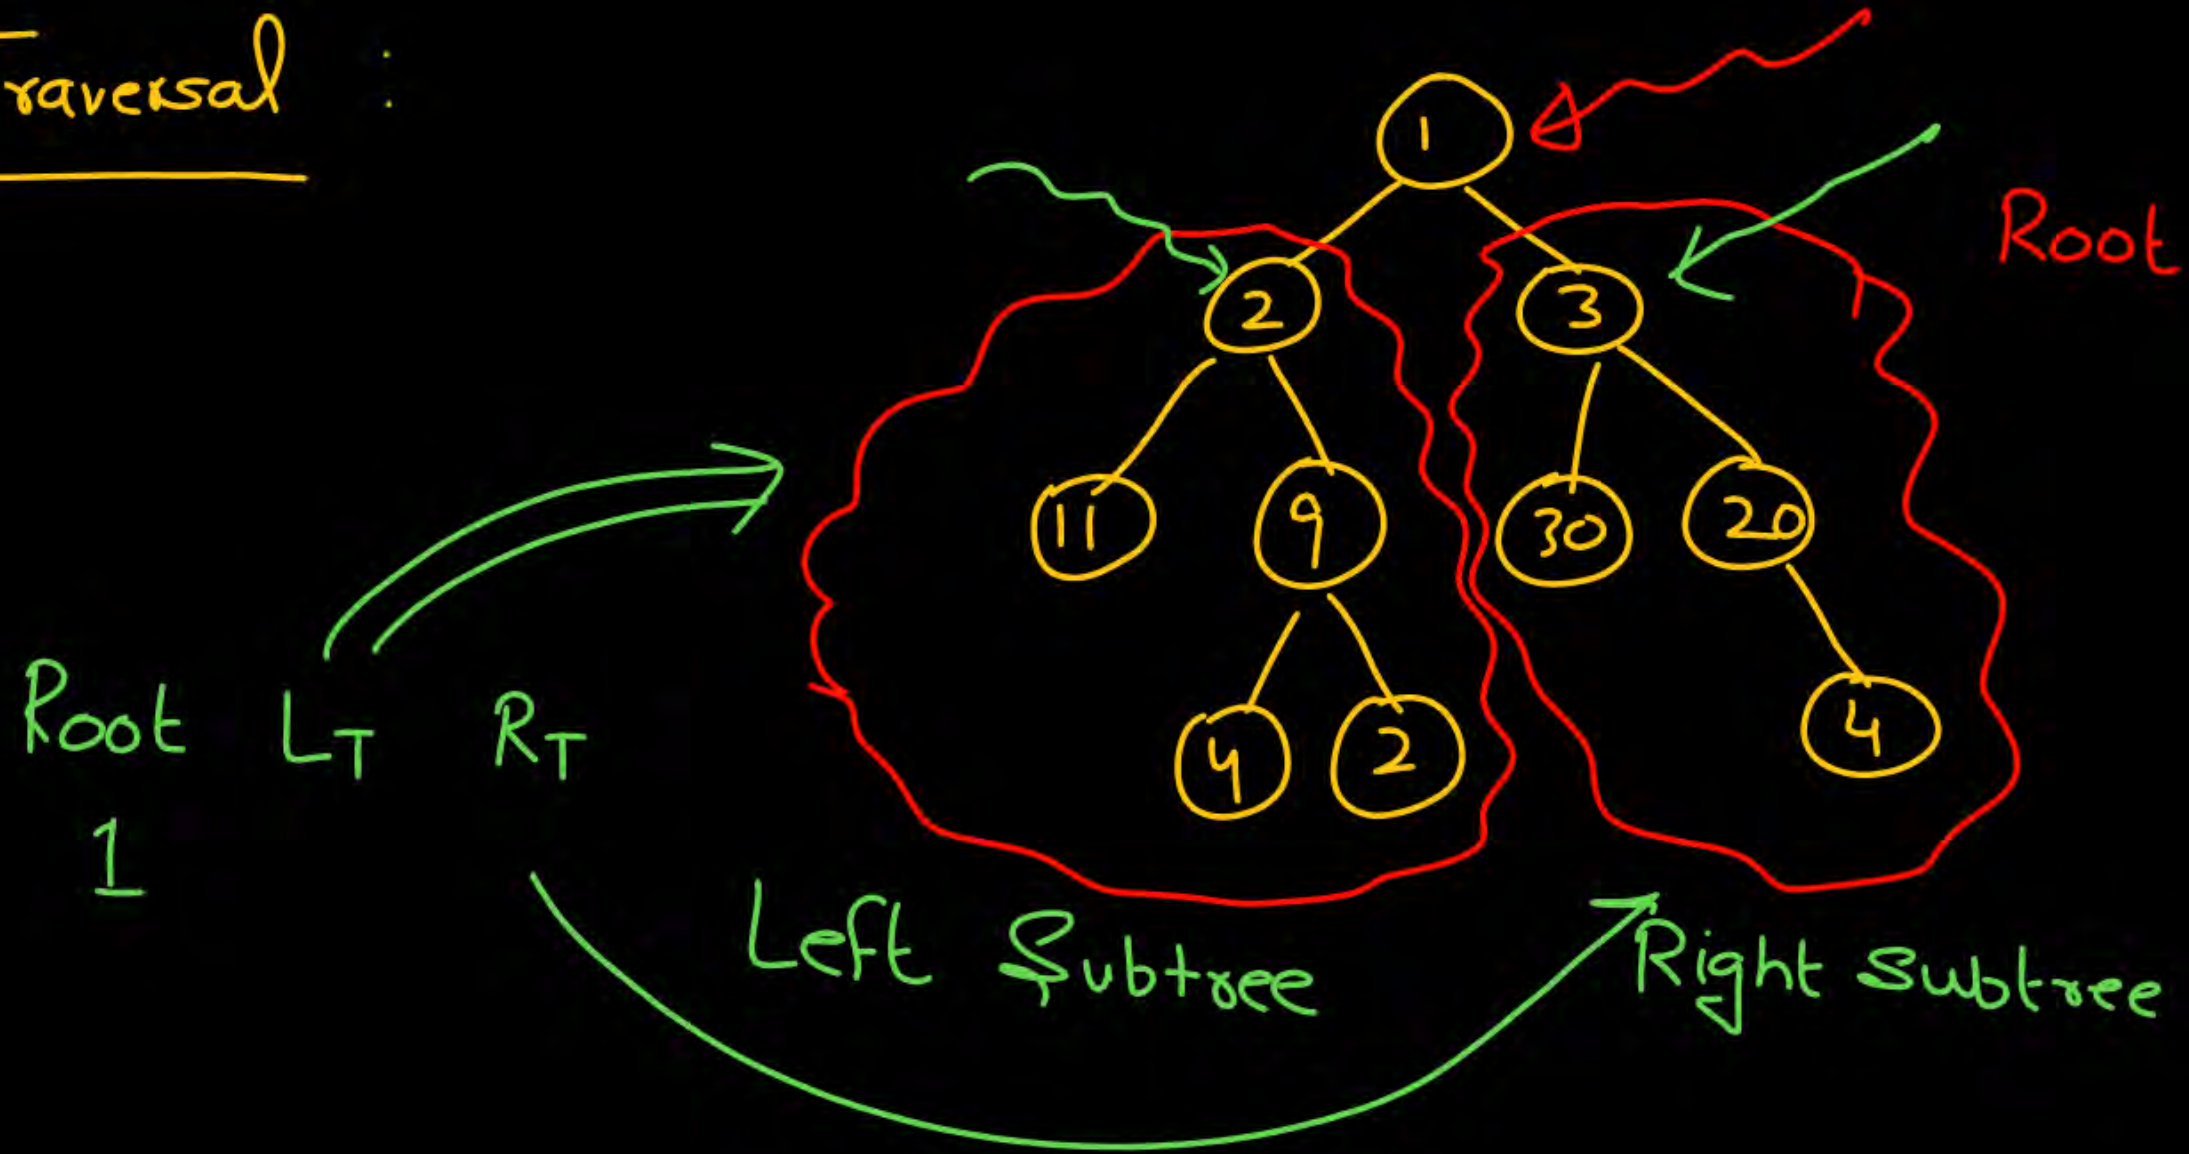 raversal :
1
Root
2 3
11 9 30 20
4 2 4
Root LT RT
1
Left Subtree
Right Subtree